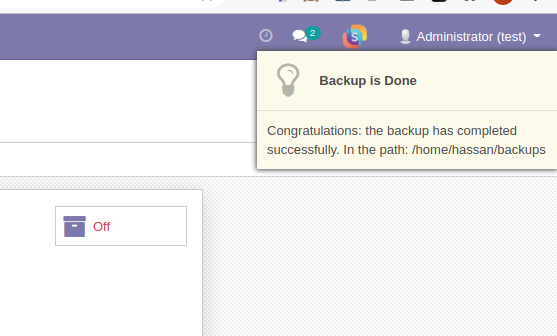 2
S
Administrator (test)
Backup is Done
Congratulations: the backup has completed
successfully. In the path: /home/hassan/backups
Off